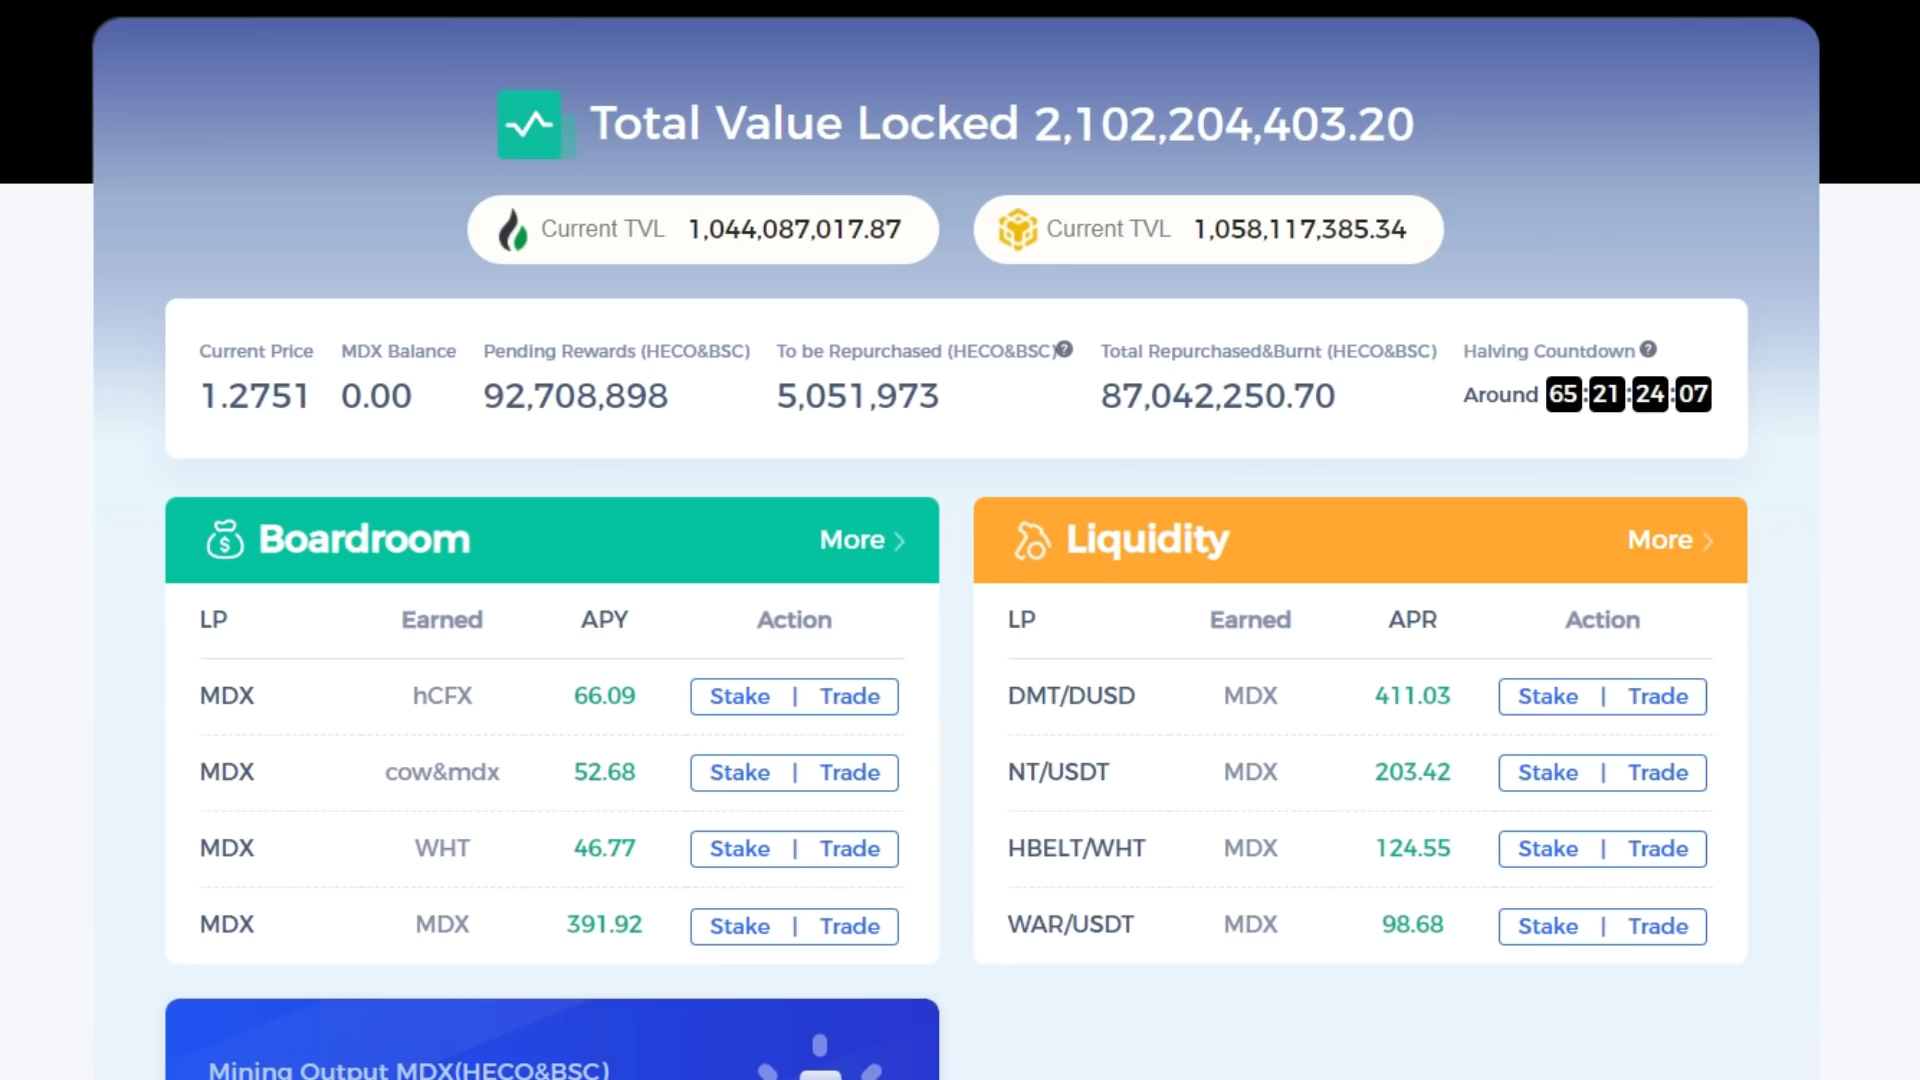 Total Value Locked 2,102,204,403.20
Current TVL 1,044,087,017.87
Current TVL 1,058,117,385.34
Current Price MDX Balance Pending Rewards (HECO&BSC) To be Repurchased (HECO&BSC) Total Repurchased&Burnt (HECO&BSC) Halving Countdown
1.2751 0.00 92,708,898 5,051,973 87,042,250.70 Around 65:21:24:07
Boardroom More >
LP Earned APY Action
MDX hCFX 66.09 Stake | Trade
MDX cow&mdx 52.68 Stake | Trade
MDX WHT 46.77 Stake | Trade
MDX MDX 391.92 Stake | Trade
Liquidity More >
LP Earned APR Action
DMT/DUSD MDX 411.03 Stake | Trade
NT/USDT MDX 203.42 Stake | Trade
HBELT/WHT MDX 124.55 Stake | Trade
WAR/USDT MDX 98.68 Stake | Trade
Mining Output MDX(HECO&BSC)